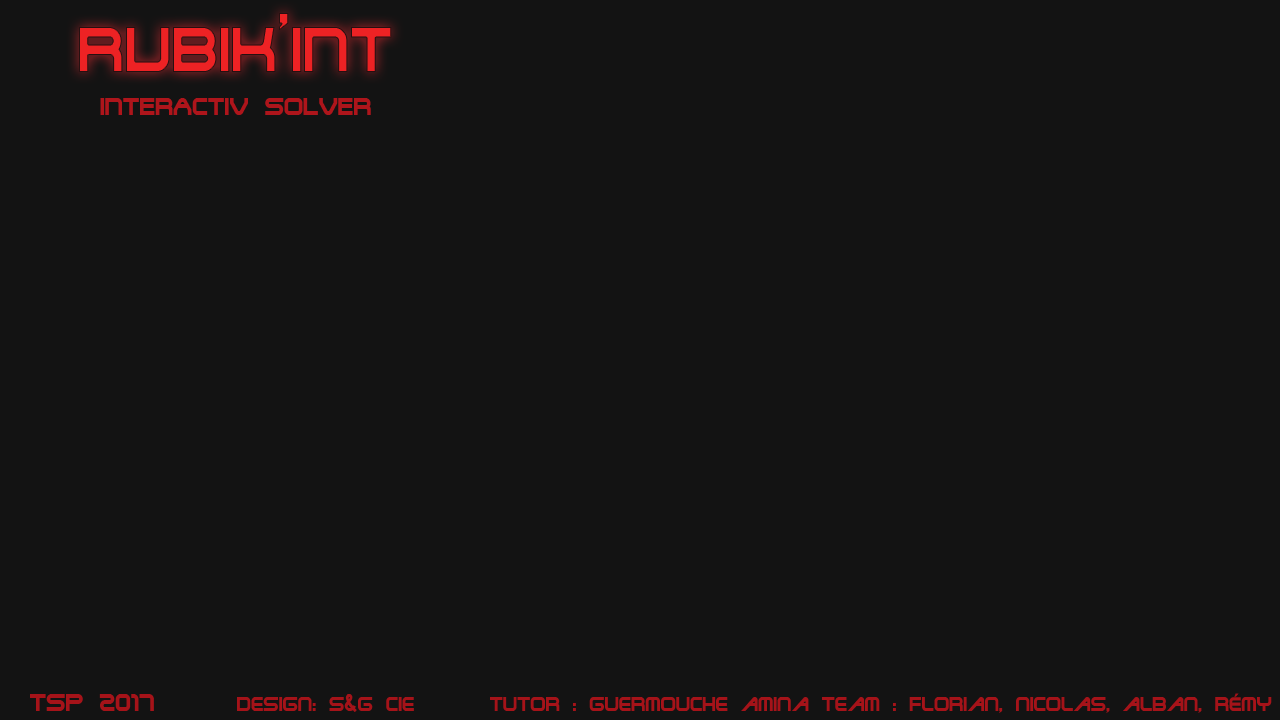 RUBIK'INT
INTERACTIV SOLVER
TSP 2017 DESIGN: S&G CIE TUTOR : GUERMOUCHE AMINA TEAM : FLORIAN, NICOLAS, ALBAN, RÉMY